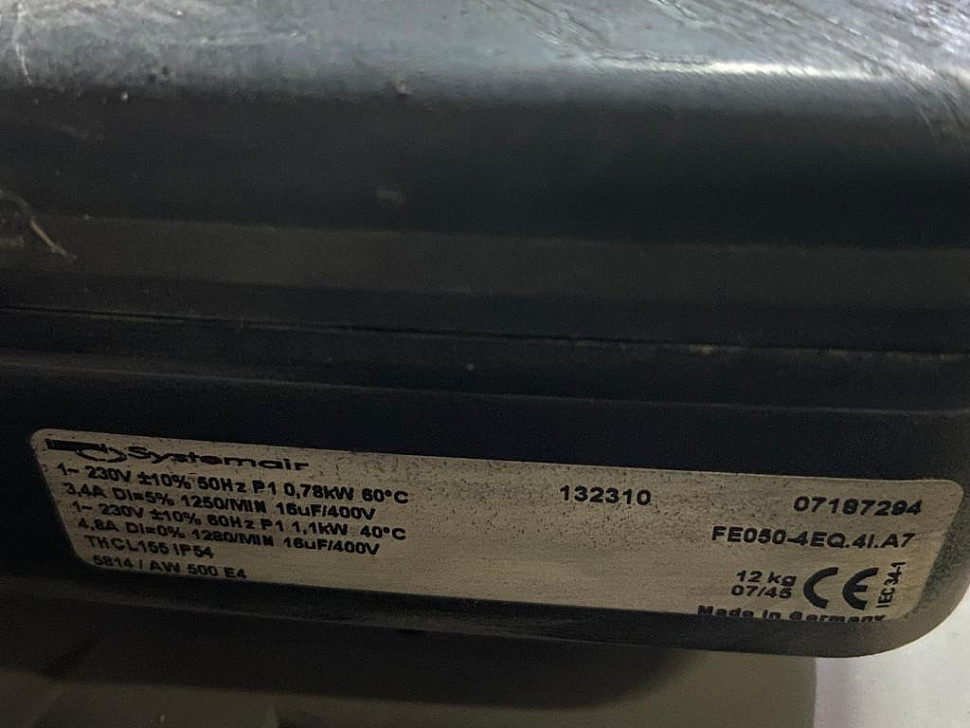 Systemair
1~ 230V ±10% 50Hz P1 0,78kW 60°C
3,4A DI=5% 1250/MIN 16uF/400V
1~ 230V ±10% 60Hz P1 1,1kW 40°C
4,8A DI=0% 1280/MIN 16uF/400V
THCL155 IP54
5814 / AW 500 E4
132310
07187294
FE050-4EQ.4I.A7
12 kg
07/45
CE
IEC 34-1
Made in Germany